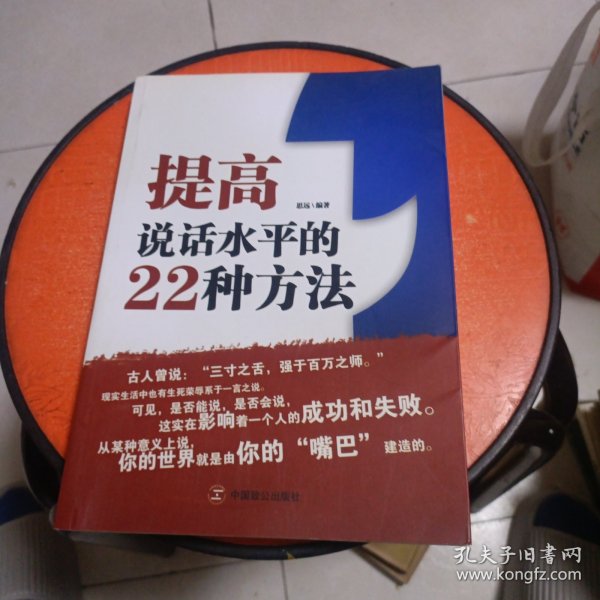 提高
思远\编著
说话水平的
22种方法
古人曾说：“三寸之舌，强于百万之师。”
现实生活中也有生死荣辱系于一言之说。
可见，是否能说，是否会说，
这实在影响着一个人的成功和失败。
从某种意义上说，
你的世界就是由你的“嘴巴”建造的。
中国致公出版社
孔夫子旧书网
www.kongfz.com